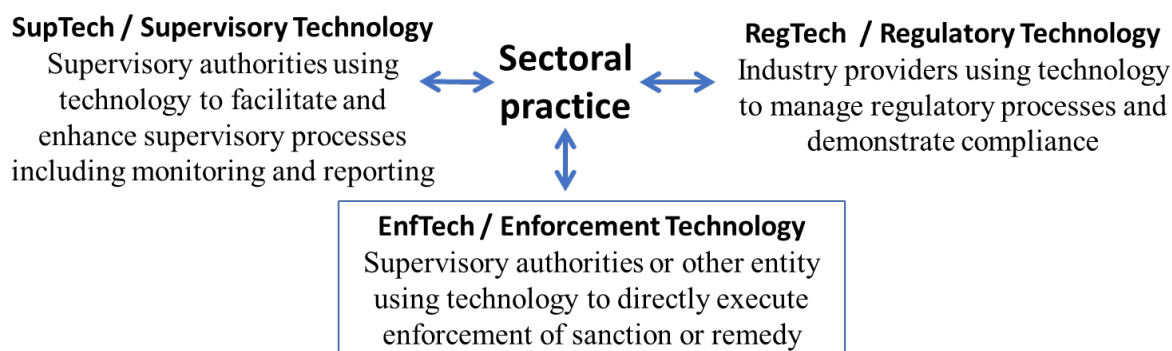 SupTech / Supervisory Technology
Supervisory authorities using
technology to facilitate and
enhance supervisory processes
including monitoring and reporting
Sectoral
practice
RegTech / Regulatory Technology
Industry providers using technology
to manage regulatory processes and
demonstrate compliance
EnfTech / Enforcement Technology
Supervisory authorities or other entity
using technology to directly execute
enforcement of sanction or remedy